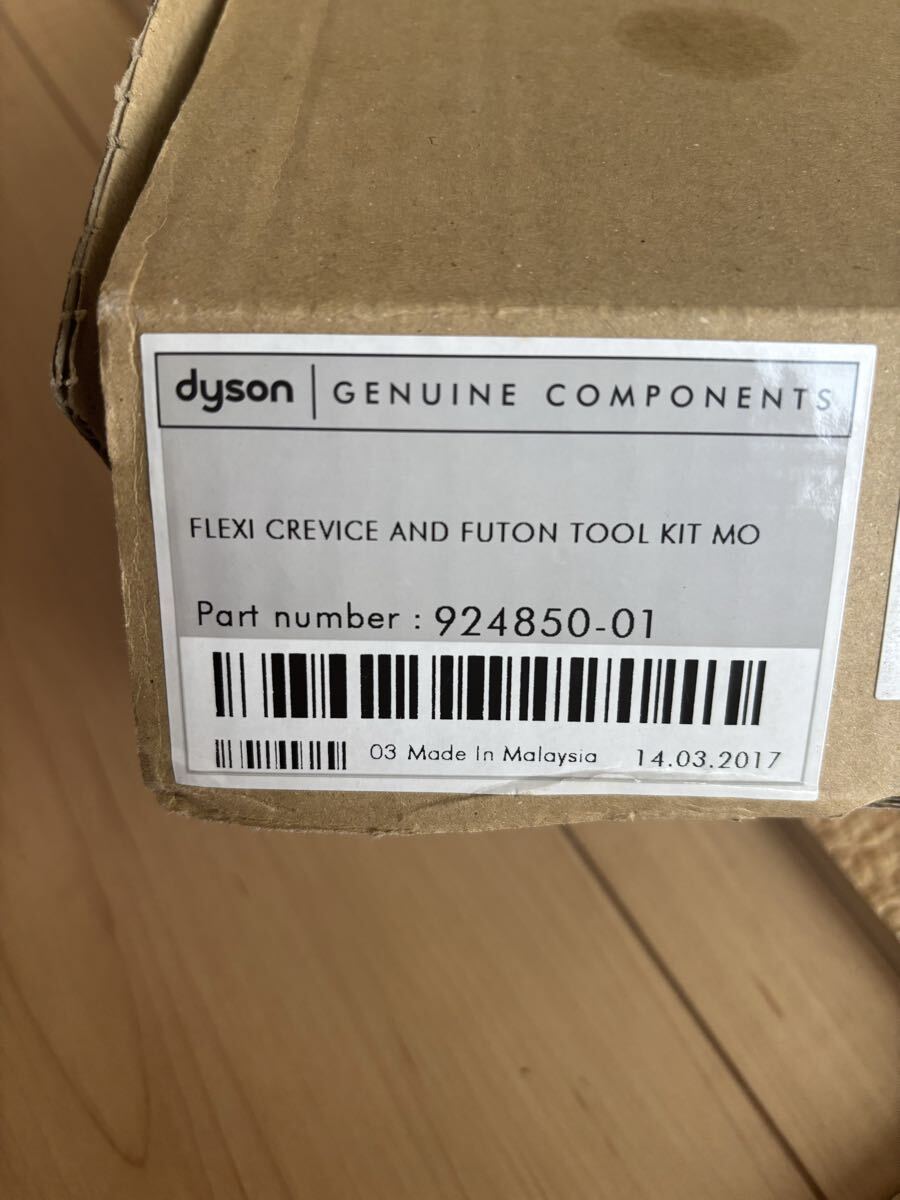 dyson | GENUINE COMPONENTS
FLEXI CREVICE AND FUTON TOOL KIT MO
Part number : 924850-01
03 Made In Malaysia 14.03.2017